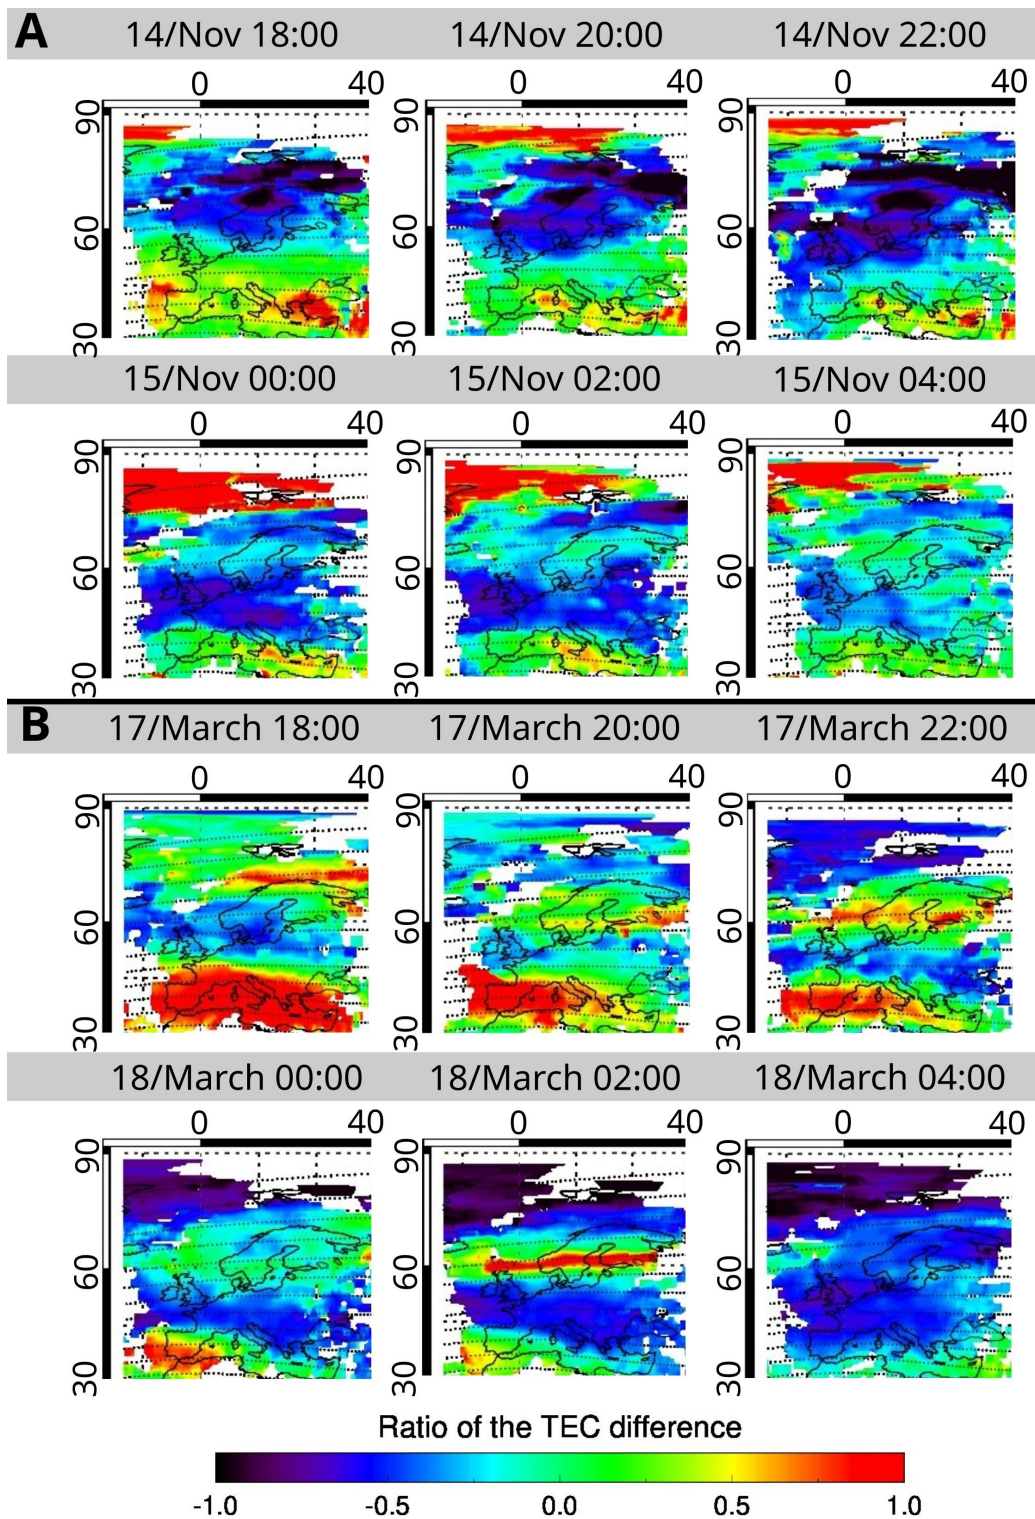 A 14/Nov 18:00 14/Nov 20:00 14/Nov 22:00
0 40 0 40 0 40
90 90 90
60 60 60
30 30 30
15/Nov 00:00 15/Nov 02:00 15/Nov 04:00
0 40 0 40 0 40
90 90 90
60 60 60
30 30 30
B 17/March 18:00 17/March 20:00 17/March 22:00
0 40 0 40 0 40
90 90 90
60 60 60
30 30 30
18/March 00:00 18/March 02:00 18/March 04:00
0 40 0 40 0 40
90 90 90
60 60 60
30 30 30
Ratio of the TEC difference
-1.0 -0.5 0.0 0.5 1.0